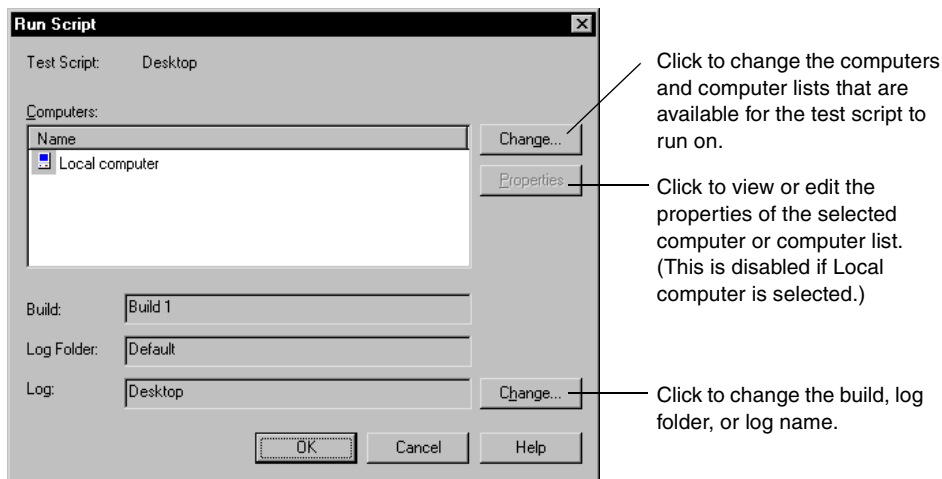 Run Script
Test Script: Desktop
Computers:
Name
Local computer
Change...
Properties
Build: Build 1
Log Folder: Default
Log: Desktop
Change...
OK Cancel Help
Click to change the computers
and computer lists that are
available for the test script to
run on.
Click to view or edit the
properties of the selected
computer or computer list.
(This is disabled if Local
computer is selected.)
Click to change the build, log
folder, or log name.